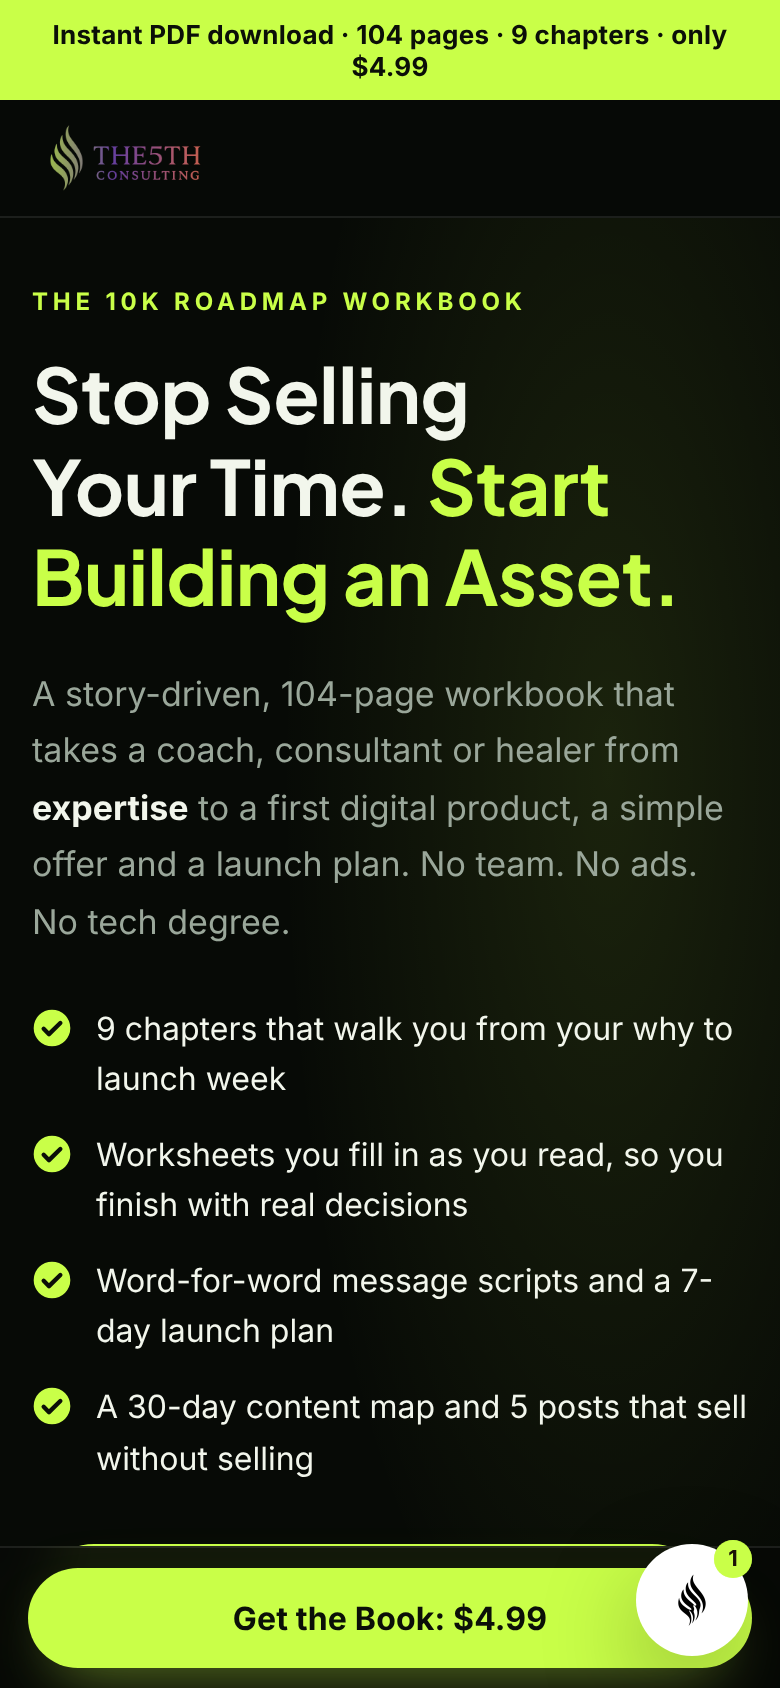 Instant PDF download · 104 pages · 9 chapters · only
$4.99
THE5TH
CONSULTING
THE 10K ROADMAP WORKBOOK
Stop Selling
Your Time. Start
Building an Asset.
A story-driven, 104-page workbook that
takes a coach, consultant or healer from
expertise to a first digital product, a simple
offer and a launch plan. No team. No ads.
No tech degree.
9 chapters that walk you from your why to
launch week
Worksheets you fill in as you read, so you
finish with real decisions
Word-for-word message scripts and a 7-
day launch plan
A 30-day content map and 5 posts that sell
without selling
1
Get the Book: $4.99